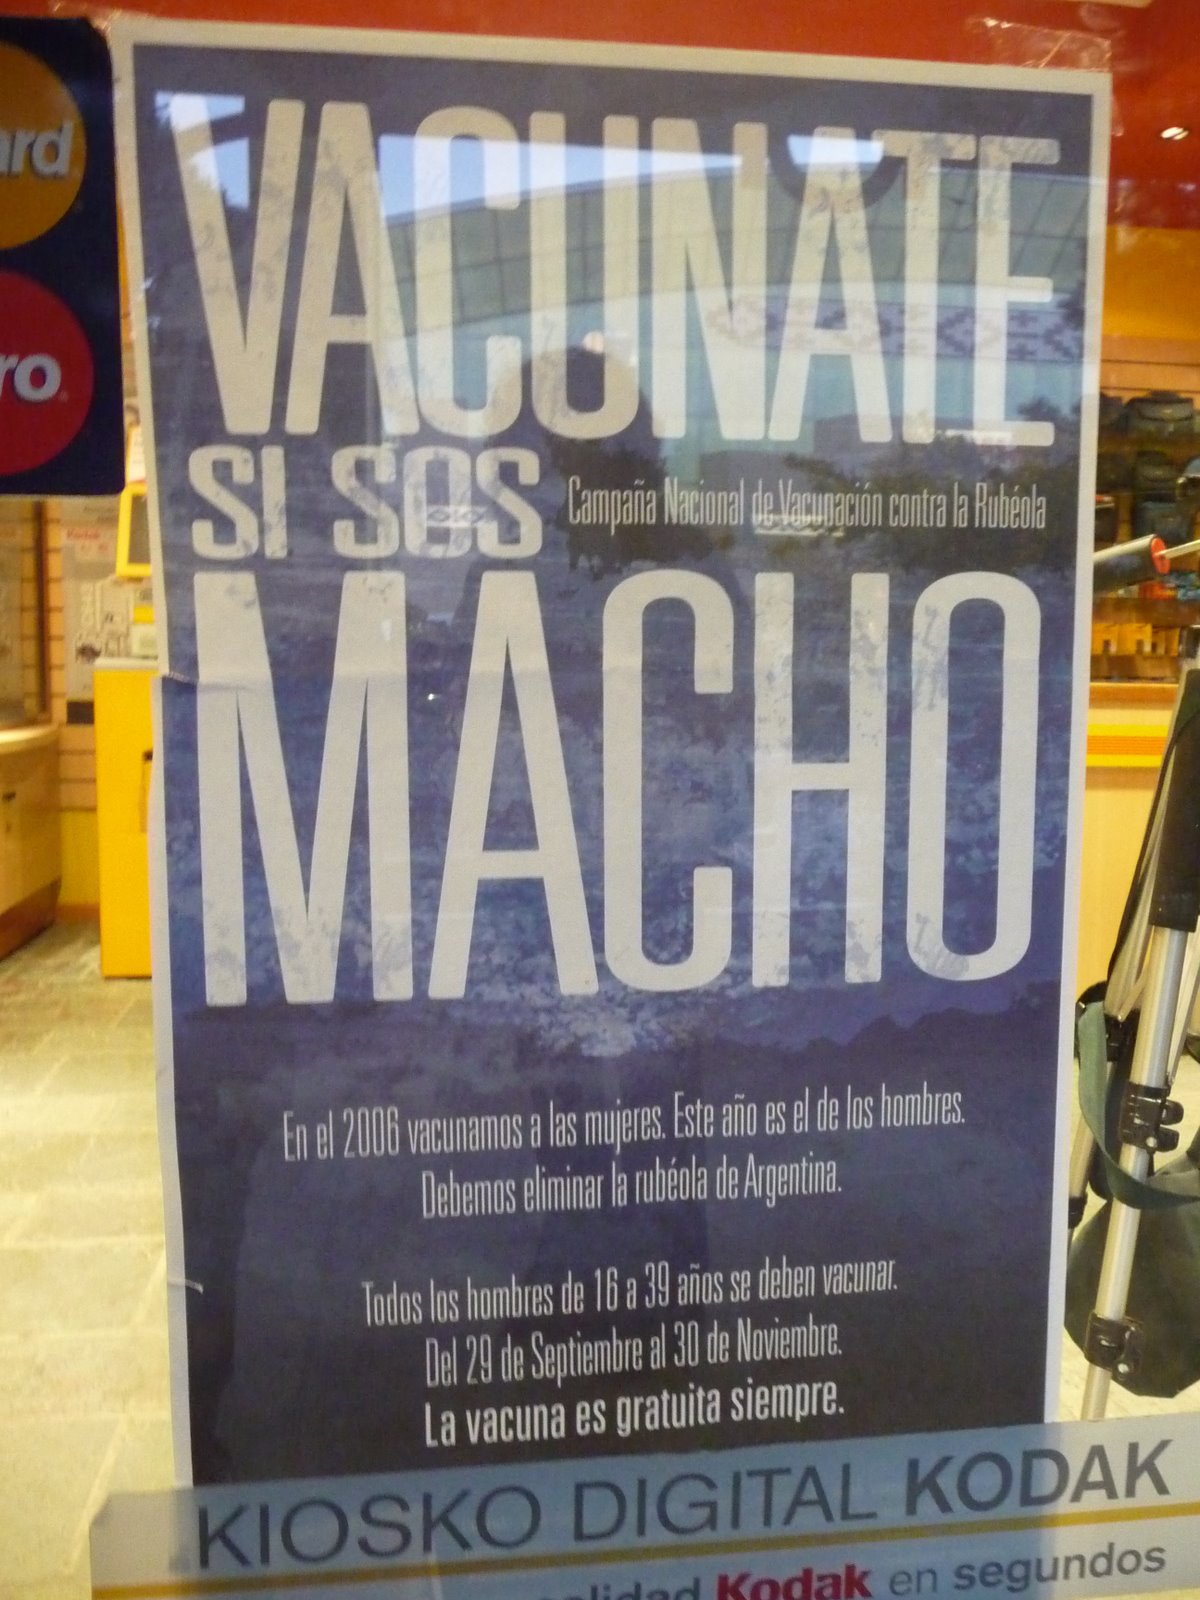 VACUNATE
SI SOS
Campaña Nacional de Vacunación contra la Rubéola
MACHO
En el 2006 vacunamos a las mujeres. Este año es el de los hombres.
Debemos eliminar la rubéola de Argentina.
Todos los hombres de 16 a 39 años se deben vacunar.
Del 29 de Septiembre al 30 de Noviembre.
La vacuna es gratuita siempre.
KIOSKO DIGITAL KODAK
Kodak en segundos